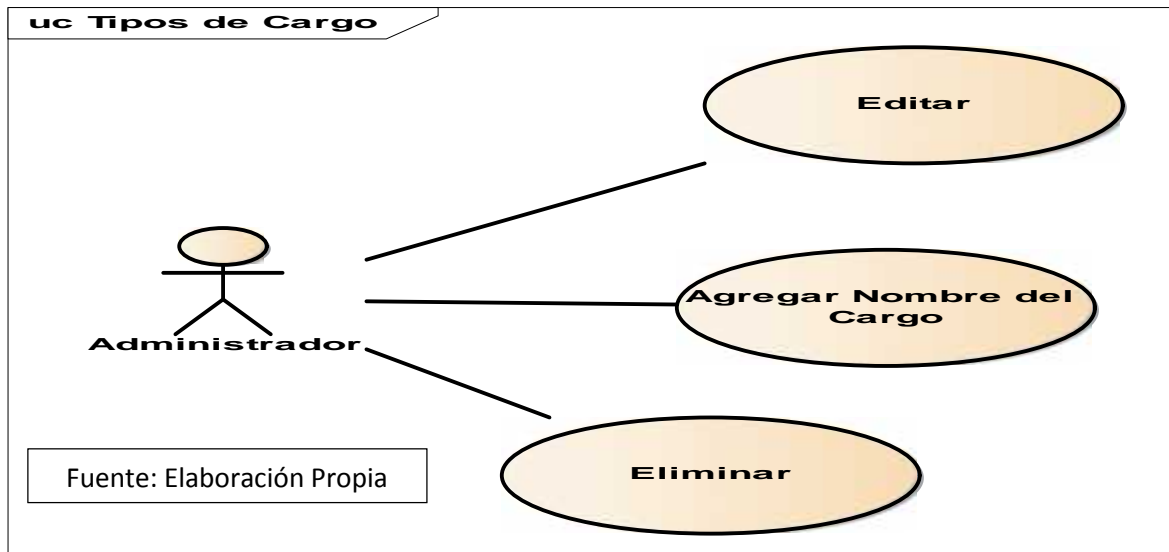 uc Tipos de Cargo
Editar
Agregar Nombre del
Cargo
Administrador
Eliminar
Fuente: Elaboración Propia